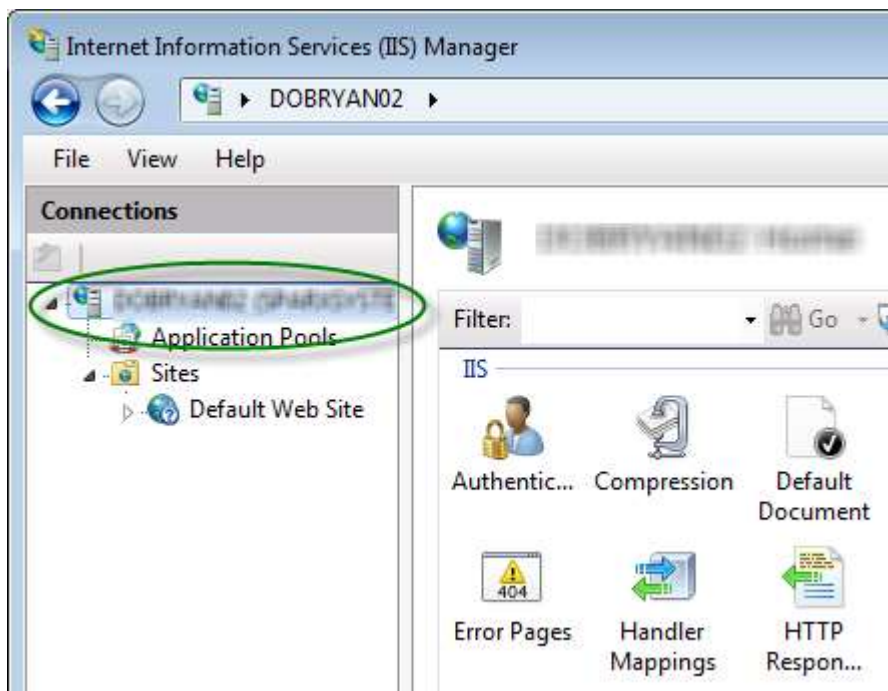 Internet Information Services (IIS) Manager
DOBRYAN02
File View Help
Connections
Application Pools
Sites
Default Web Site
Filter:
Go
IIS
Authentic... Compression Default Document
Error Pages Handler Mappings HTTP Respon...
404